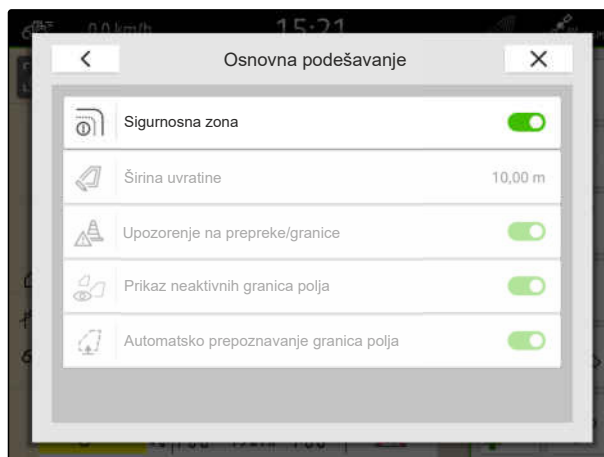 0.0 km/h 15:21
Osnovna podešavanje
Sigurnosna zona
Širina uvratine 10,00 m
Upozorenje na prepreke/granice
Prikaz neaktivnih granica polja
Automatsko prepoznavanje granica polja